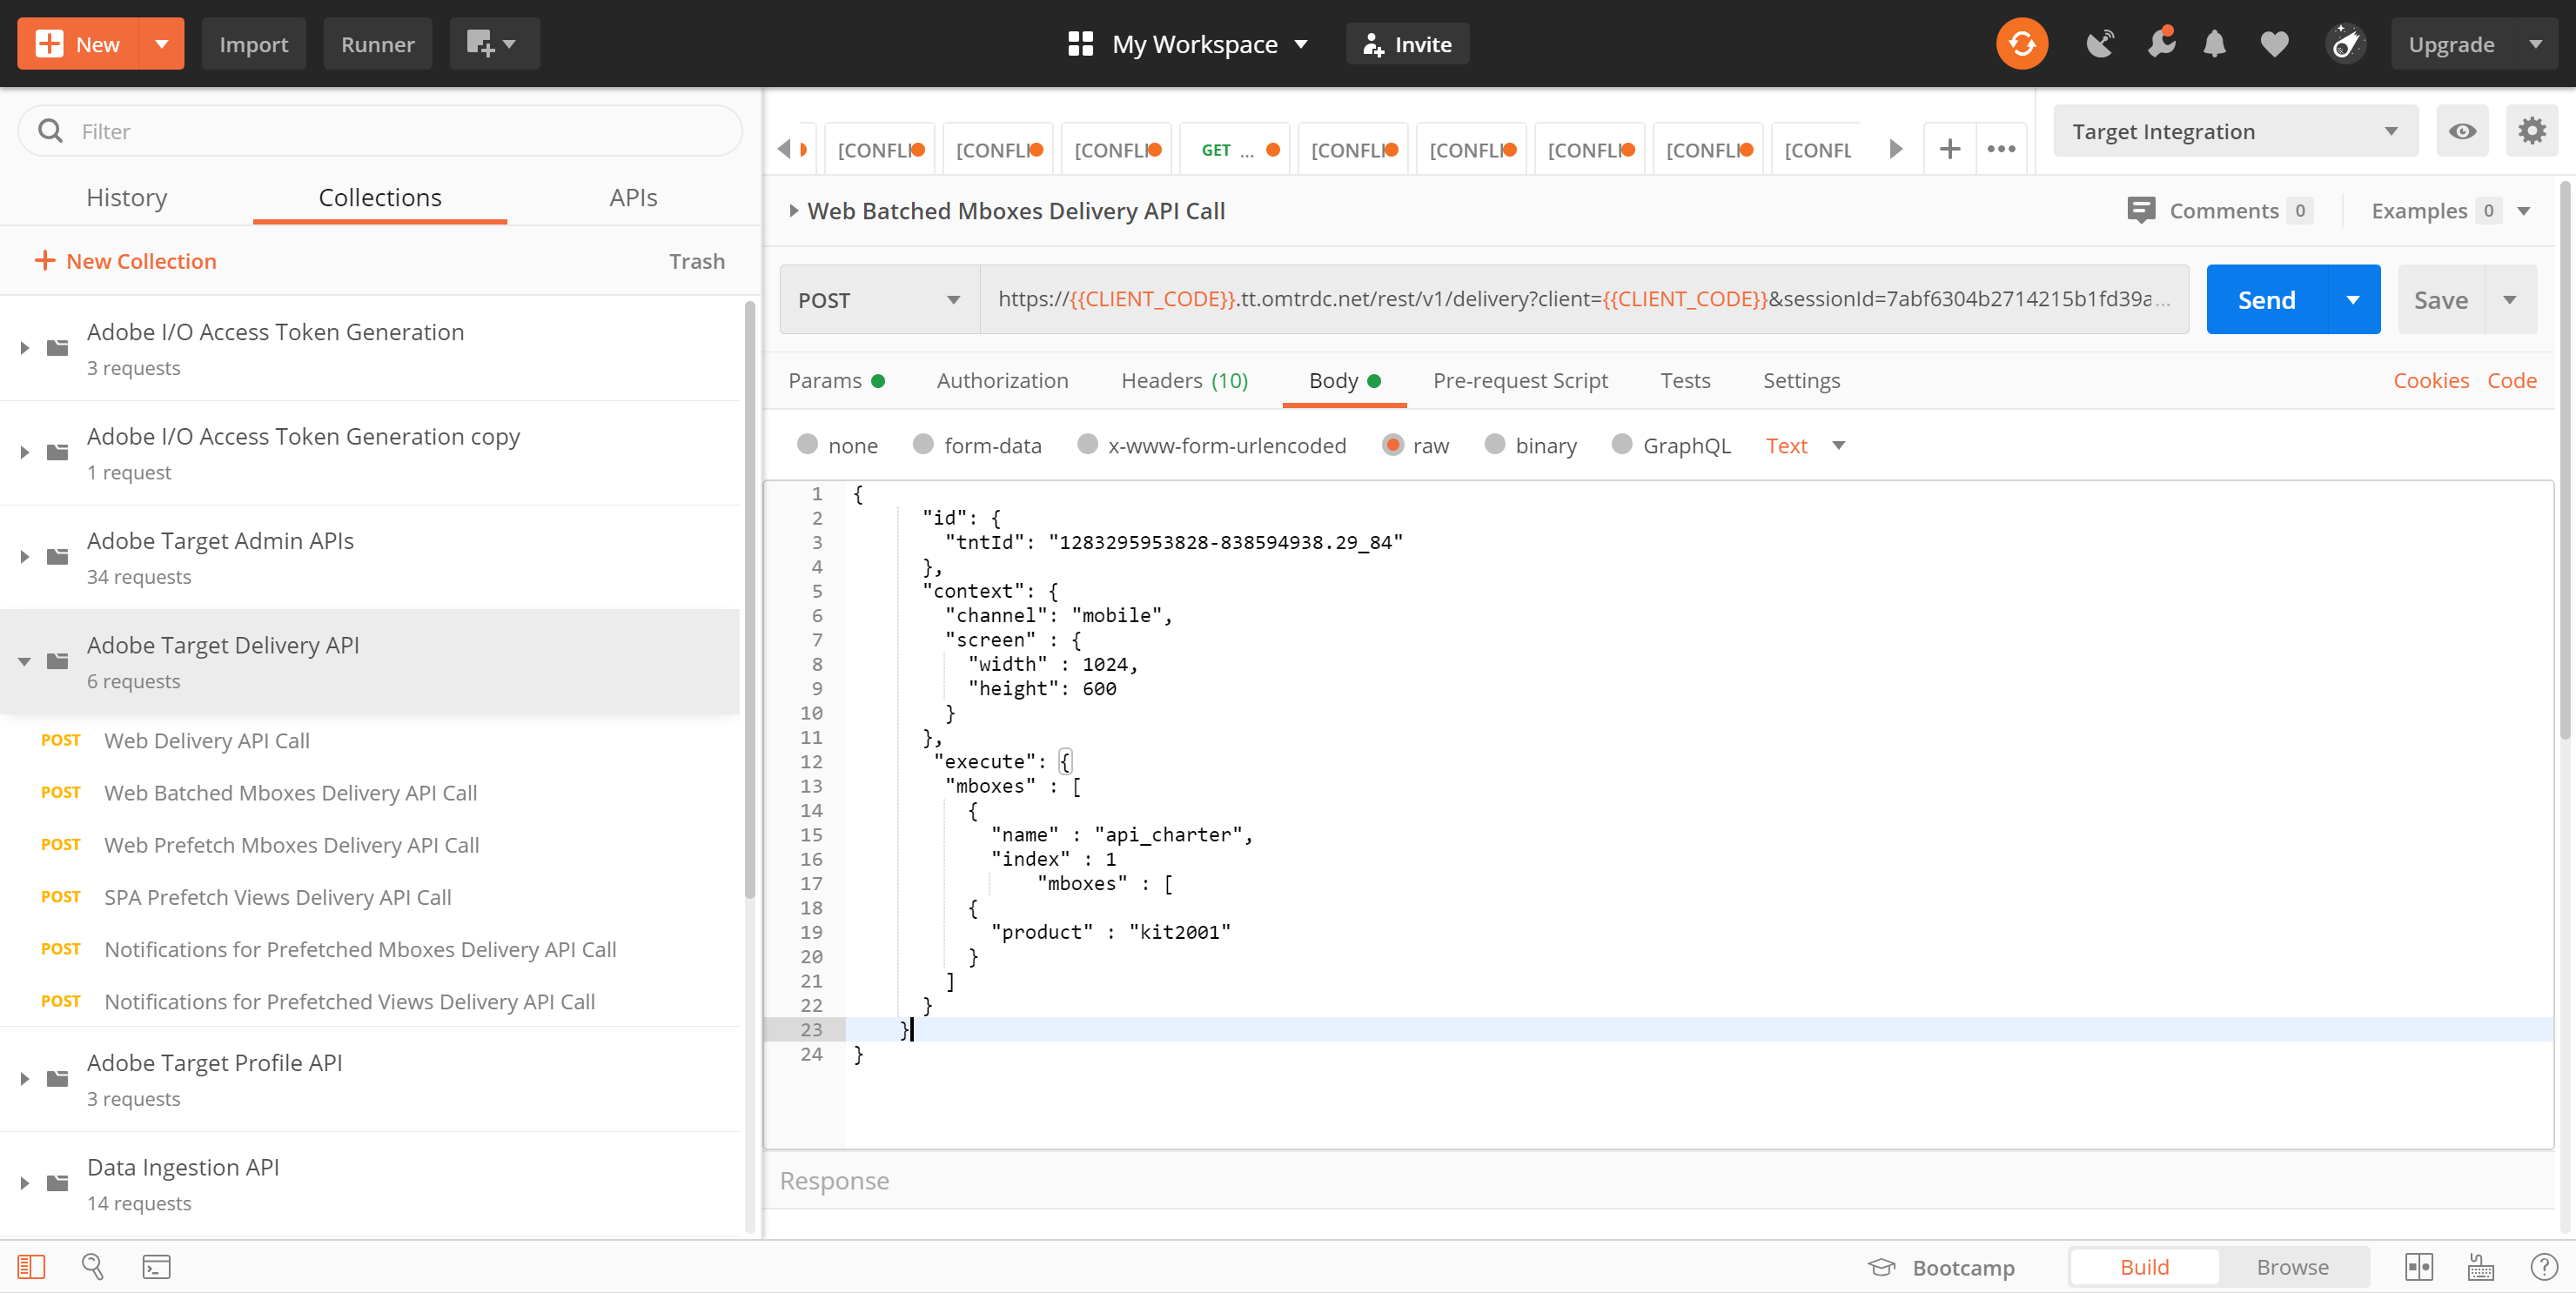 New Import Runner My Workspace Invite Upgrade
Filter
[CONFLI [CONFLI [CONFLI GET ... [CONFLI [CONFLI [CONFLI [CONFLI [CONFL
Target Integration
History Collections APIs
New Collection Trash
Adobe I/O Access Token Generation
3 requests
Adobe I/O Access Token Generation copy
1 request
Adobe Target Admin APIs
34 requests
Adobe Target Delivery API
6 requests
POST Web Delivery API Call
POST Web Batched Mboxes Delivery API Call
POST Web Prefetch Mboxes Delivery API Call
POST SPA Prefetch Views Delivery API Call
POST Notifications for Prefetched Mboxes Delivery API Call
POST Notifications for Prefetched Views Delivery API Call
Adobe Target Profile API
3 requests
Data Ingestion API
14 requests
Web Batched Mboxes Delivery API Call Comments 0 Examples 0
POST https://{{CLIENT_CODE}}.tt.omtrdc.net/rest/v1/delivery?client={{CLIENT_CODE}}&sessionId=7abf6304b2714215b1fd39a... Send Save
Params Authorization Headers (10) Body Pre-request Script Tests Settings Cookies Code
none form-data x-www-form-urlencoded raw binary GraphQL Text
1 {
2 "id": {
3 "tntId": "1283295953828-838594938.29_84"
4 },
5 "context": {
6 "channel": "mobile",
7 "screen" : {
8 "width" : 1024,
9 "height": 600
10 }
11 },
12 "execute": {
13 "mboxes" : [
14 {
15 "name" : "api_charter",
16 "index" : 1
17 "mboxes" : [
18 {
19 "product" : "kit2001"
20 }
21 ]
22 }
23 }
24 }
Response
Bootcamp Build Browse